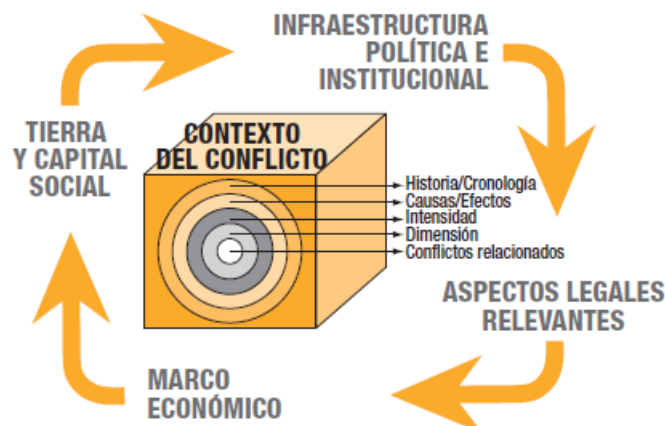 INFRAESTRUCTURA
POLÍTICA E
INSTITUCIONAL
TIERRA
Y CAPITAL
SOCIAL
CONTEXTO
DEL CONFLICTO
Historia/Cronología
Causas/Efectos
Intensidad
Dimensión
Conflictos relacionados
ASPECTOS LEGALES
RELEVANTES
MARCO
ECONÓMICO